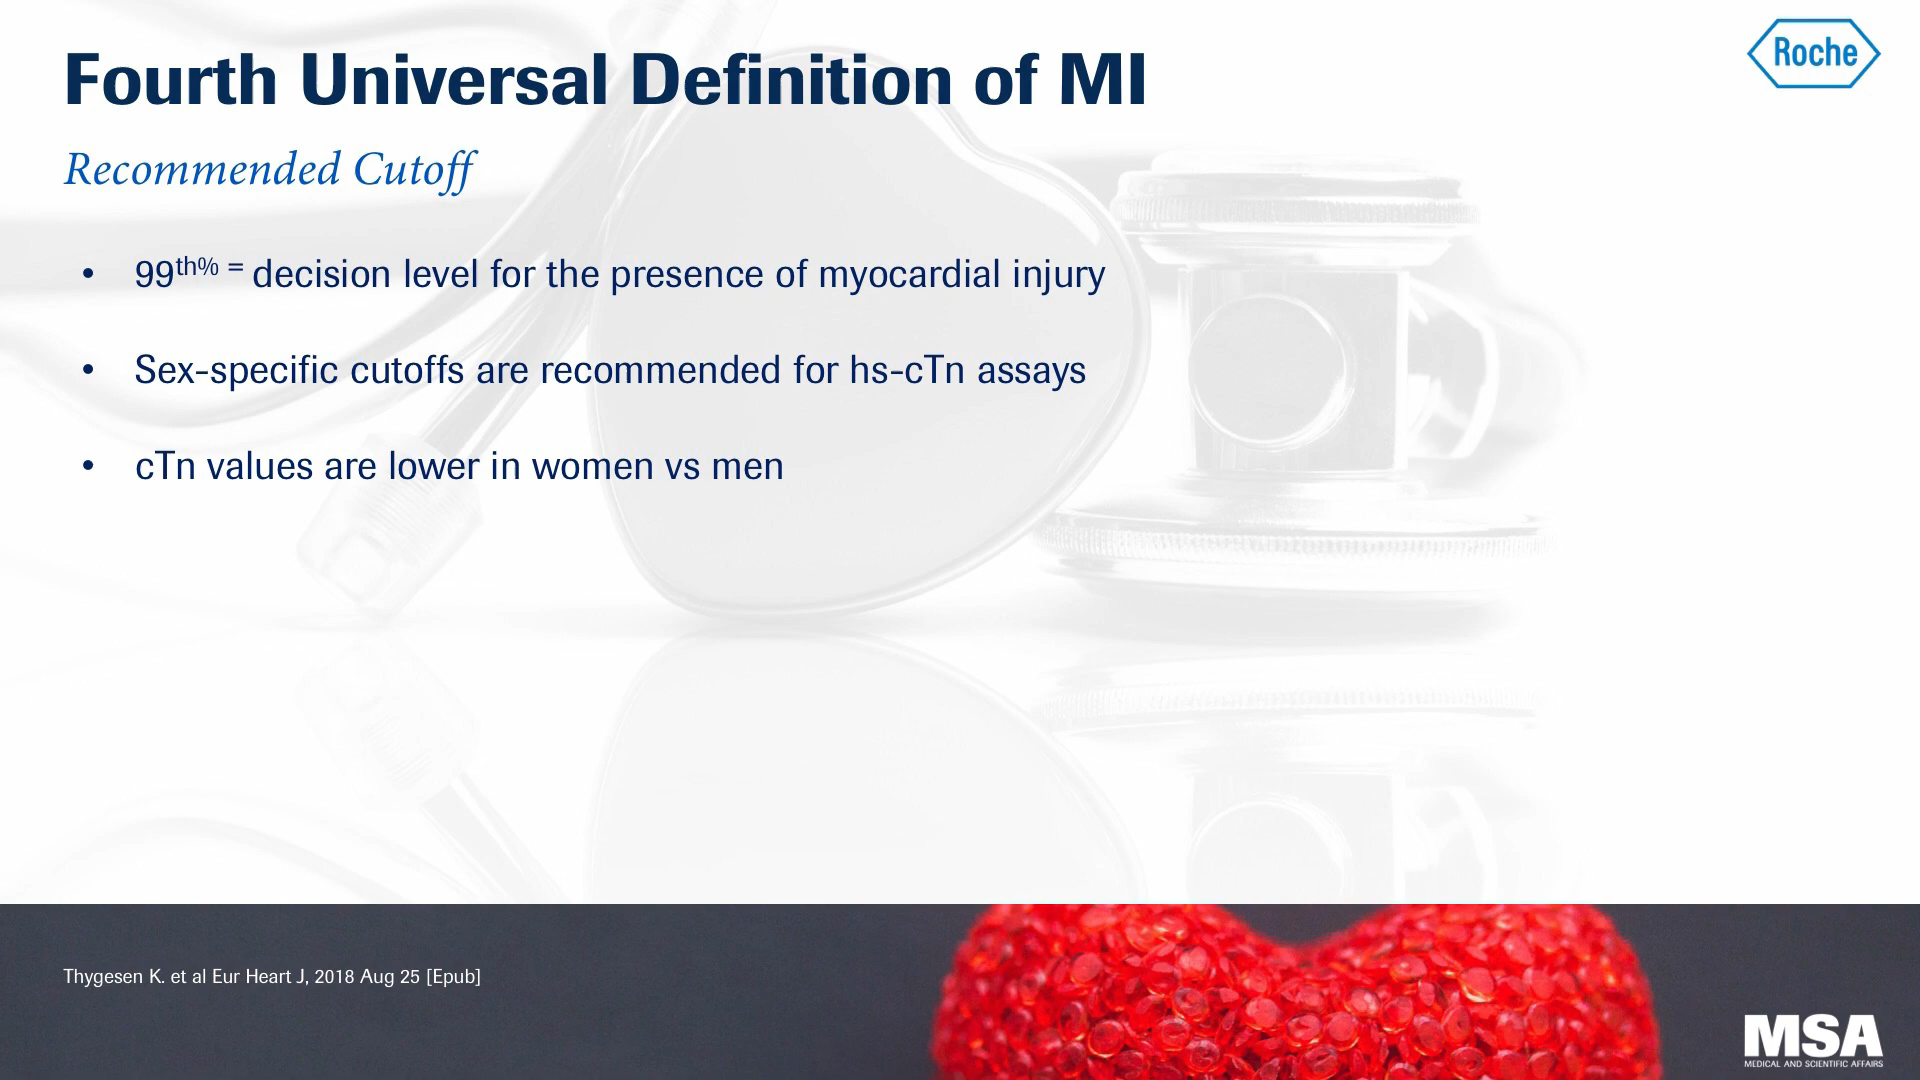 Fourth Universal Definition of MI
Roche
Recommended Cutoff
• 99th% = decision level for the presence of myocardial injury
• Sex-specific cutoffs are recommended for hs-cTn assays
• cTn values are lower in women vs men
Thygesen K. et al Eur Heart J, 2018 Aug 25 [Epub]
MSA
MEDICAL AND SCIENTIFIC AFFAIRS